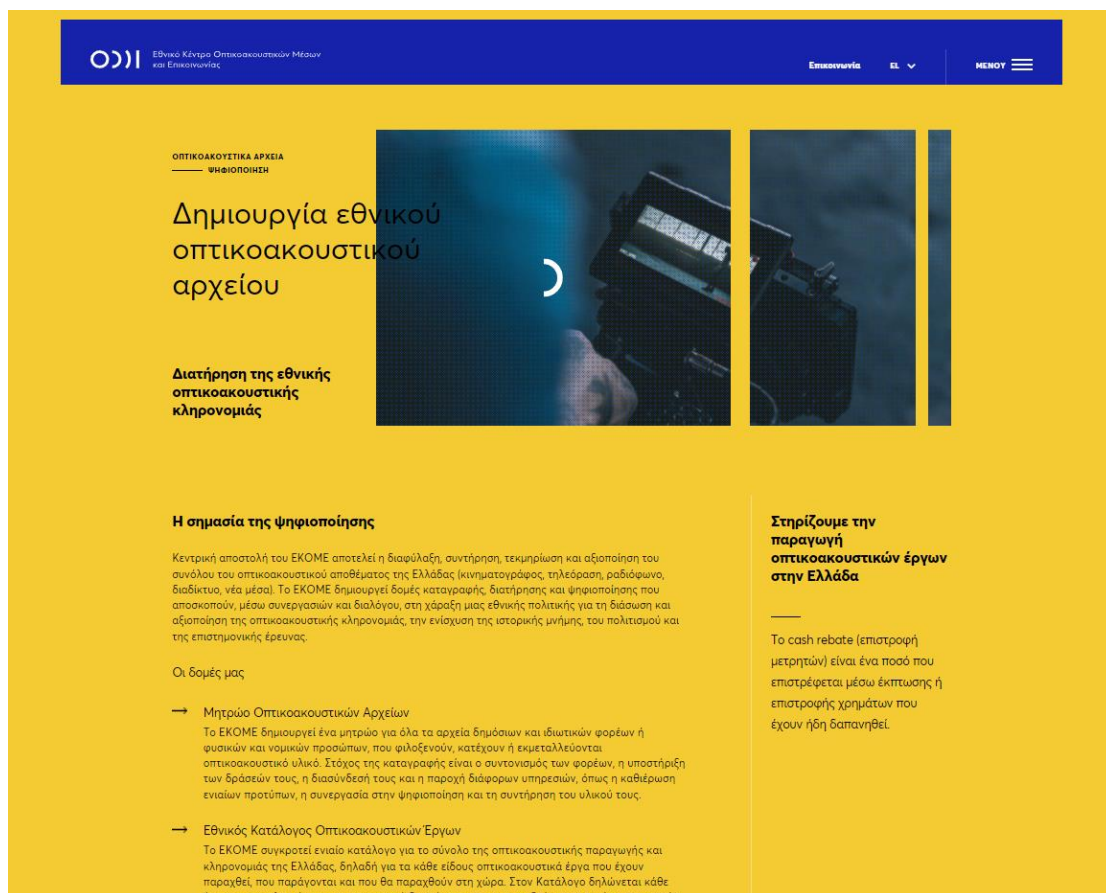 Εθνικό Κέντρο Οπτικοακουστικών Μέσων
και Επικοινωνίας
Επικοινωνία
EL
ΜΕΝΟΥ
ΟΠΤΙΚΟΑΚΟΥΣΤΙΚΑ ΑΡΧΕΙΑ
ΨΗΦΙΟΠΟΙΗΣΗ
Δημιουργία εθνικού
οπτικοακουστικού
αρχείου
Διατήρηση της εθνικής
οπτικοακουστικής
κληρονομιάς
Η σημασία της ψηφιοποίησης
Κεντρική αποστολή του ΕΚΟΜΕ αποτελεί η διαφύλαξη, συντήρηση, τεκμηρίωση και αξιοποίηση του
συνόλου του οπτικοακουστικού αποθέματος της Ελλάδας (κινηματογράφος, τηλεόραση, ραδιόφωνο,
διαδίκτυο, νέα μέσα). Το ΕΚΟΜΕ δημιουργεί δομές καταγραφής, διατήρησης και ψηφιοποίησης που
αποσκοπούν, μέσω συνεργασιών και διαλόγου, στη χάραξη μιας εθνικής πολιτικής για τη διάσωση και
αξιοποίηση της οπτικοακουστικής κληρονομιάς, την ενίσχυση της ιστορικής μνήμης, του πολιτισμού και
της επιστημονικής έρευνας.
Οι δομές μας
Μητρώο Οπτικοακουστικών Αρχείων
Το ΕΚΟΜΕ δημιουργεί ένα μητρώο για όλα τα αρχεία δημόσιων και ιδιωτικών φορέων ή
φυσικών και νομικών προσώπων, που φιλοξενούν, κατέχουν ή εκμεταλλεύονται
οπτικοακουστικό υλικό. Στόχος της καταγραφής είναι ο συντονισμός των φορέων, η υποστήριξη
των δράσεών τους, η διασύνδεσή τους και η παροχή διάφορων υπηρεσιών, όπως η καθιέρωση
ενιαίων προτύπων, η συνεργασία στην ψηφιοποίηση και τη συντήρηση του υλικού τους.
Εθνικός Κατάλογος Οπτικοακουστικών Έργων
Το ΕΚΟΜΕ συγκροτεί ενιαίο κατάλογο για το σύνολο της οπτικοακουστικής παραγωγής και
κληρονομιάς της Ελλάδας, δηλαδή για τα κάθε είδους οπτικοακουστικά έργα που έχουν
παραχθεί, που παράγονται και που θα παραχθούν στη χώρα. Στον Κατάλογο δηλώνεται κάθε
Στηρίζουμε την
παραγωγή
οπτικοακουστικών έργων
στην Ελλάδα
Το cash rebate (επιστροφή
μετρητών) είναι ένα ποσό που
επιστρέφεται μέσω έκπτωσης ή
επιστροφής χρημάτων που
έχουν ήδη δαπανηθεί.